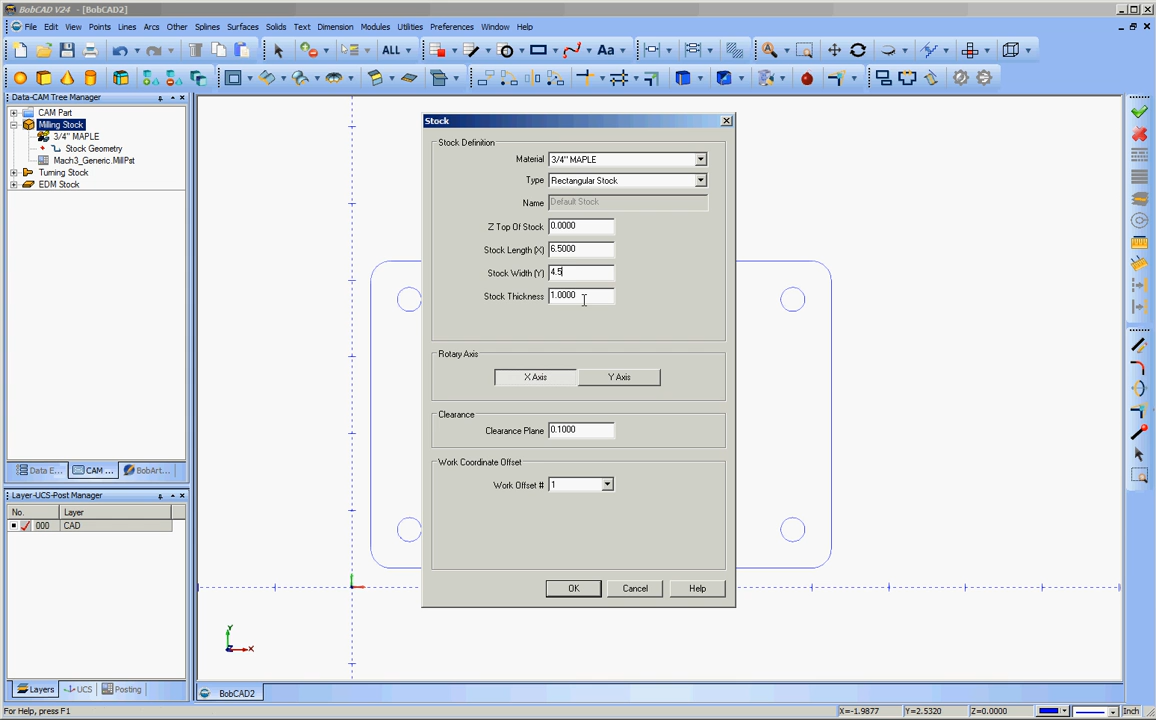 BobCAD V24 - [BobCAD2]
File Edit View Points Lines Arcs Other Splines Surfaces Solids Text Dimension Modules Utilities Preferences Window Help
ALL Aa
Data-CAM Tree Manager
CAM Part
Milling Stock
3/4" MAPLE
Stock Geometry
Mach3_Generic.MillPst
Turning Stock
EDM Stock
Data E... CAM ... BobArt...
Layer-UCS-Post Manager
No. Layer
000 CAD
Layers UCS Posting
Stock
Stock Definition
Material 3/4" MAPLE
Type Rectangular Stock
Name Default Stock
Z Top Of Stock 0.0000
Stock Length (X) 6.5000
Stock Width (Y) 4.5
Stock Thickness 1.0000
Rotary Axis
X Axis Y Axis
Clearance
Clearance Plane 0.1000
Work Coordinate Offset
Work Offset # 1
OK Cancel Help
Y
Z X
BobCAD2
For Help, press F1 X=-1.9877 Y=2.5320 Z=0.0000 Inch